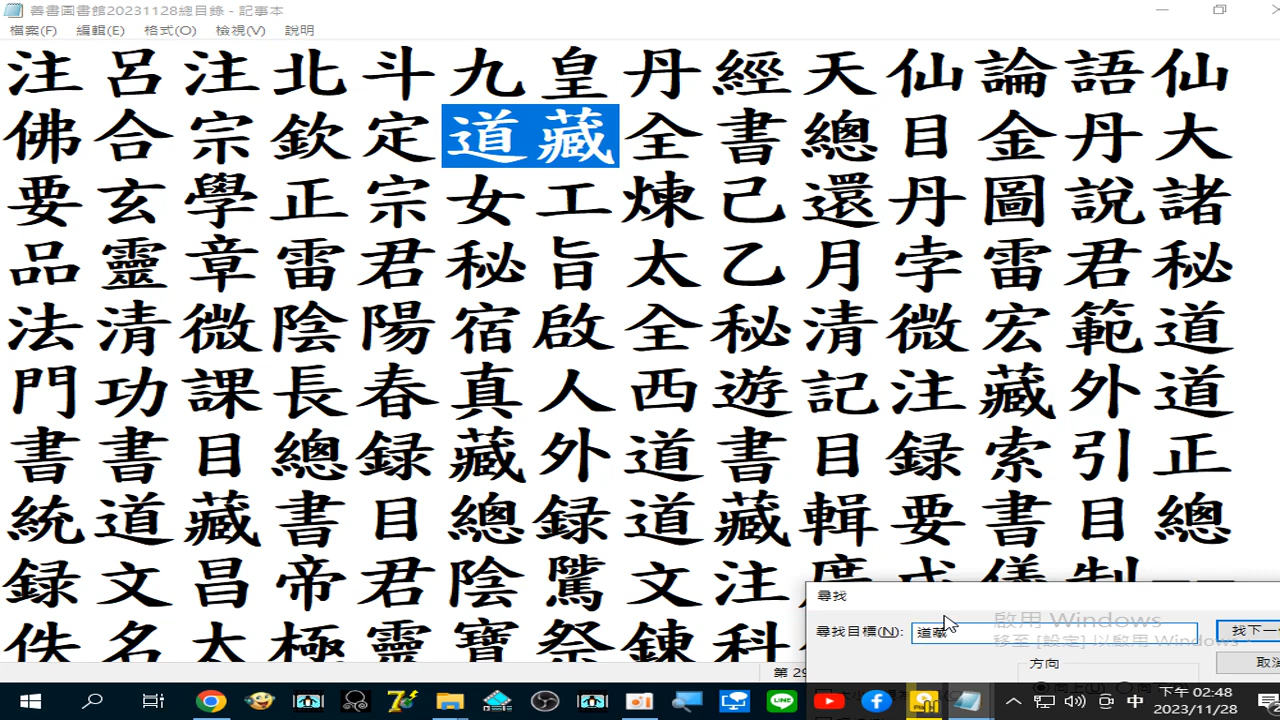 善書圖書館20231128總目錄 - 記事本
檔案(F) 編輯(E) 格式(O) 檢視(V) 說明
注呂注北斗九皇丹經天仙論語仙
佛合宗欽定道藏全書總目金丹大
要玄學正宗女工煉己還丹圖說諸
品靈章雷君秘旨太乙月孛雷君秘
法清微陰陽宿啟全秘清微宏範道
門功課長春真人西遊記注藏外道
書書目總録藏外道書目録索引正
統道藏書目總録道藏輯要書目總
録文昌帝君陰騭文注廣成儀制
佚名太極靈寶祭鍊科
尋找
尋找目標(N): 道藏
找下一
啟用 Windows
移至 [設定] 以啟用 Windows。
方向
取消
第 29
中
下午 02:48
2023/11/28